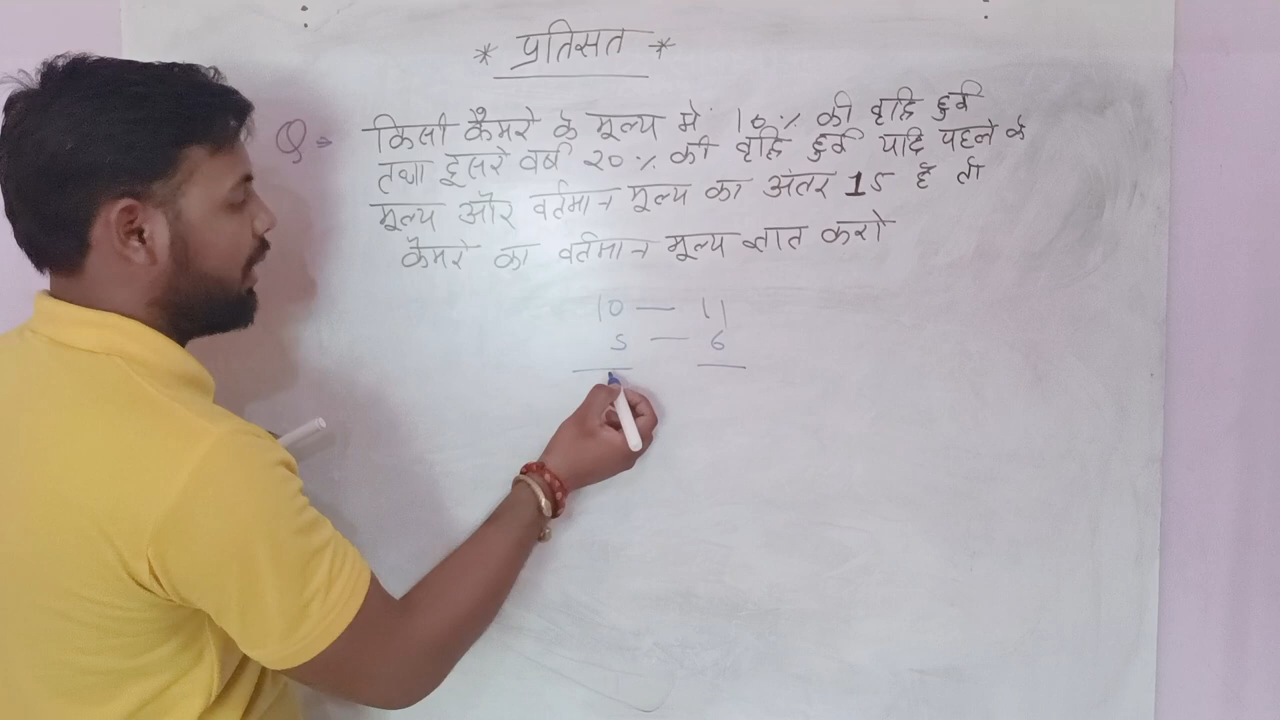 * प्रतिसत *
Q ⇒ किसी कैमरे के मूल्य में 10% की वृद्धि हुई
तथा दूसरे वर्ष 20% की वृद्धि हुई यदि पहले के
मूल्य और वर्तमान मूल्य का अंतर 15 है तो
कैमरे का वर्तमान मूल्य ज्ञात करो
10 — 11
5 — 6